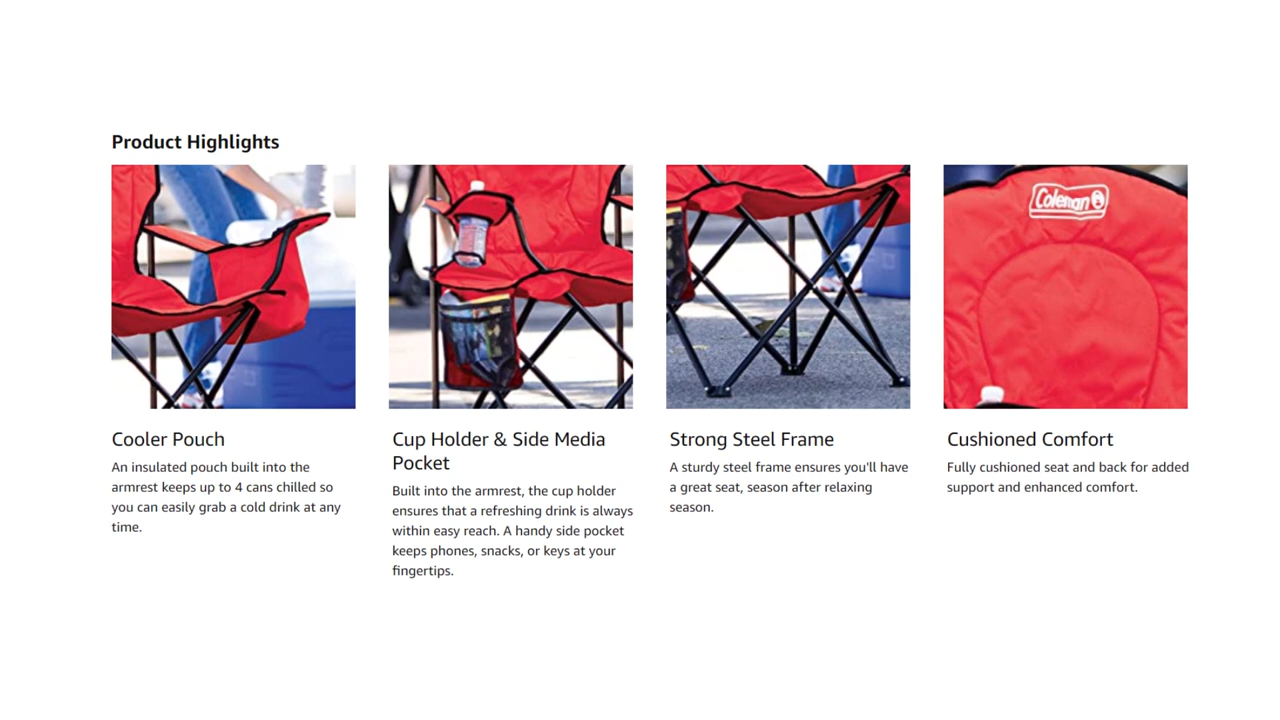 Product Highlights
Coleman
Cooler Pouch
An insulated pouch built into the
armrest keeps up to 4 cans chilled so
you can easily grab a cold drink at any
time.
Cup Holder & Side Media
Pocket
Built into the armrest, the cup holder
ensures that a refreshing drink is always
within easy reach. A handy side pocket
keeps phones, snacks, or keys at your
fingertips.
Strong Steel Frame
A sturdy steel frame ensures you'll have
a great seat, season after relaxing
season.
Cushioned Comfort
Fully cushioned seat and back for added
support and enhanced comfort.